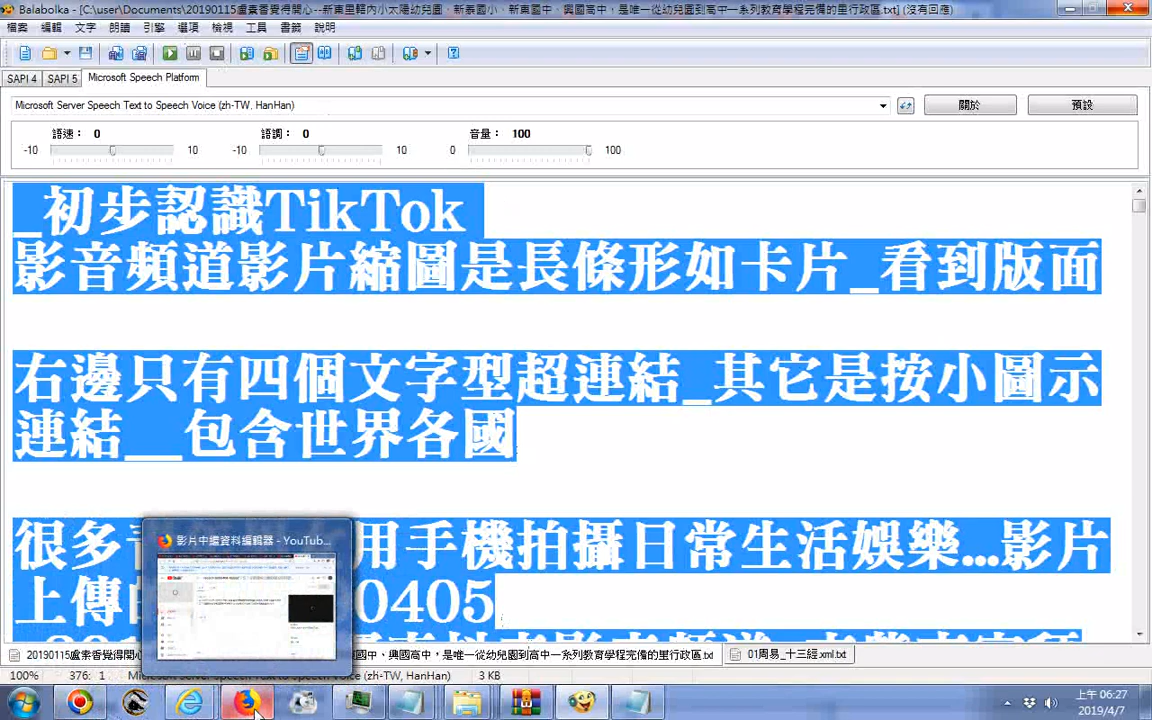 Balabolka - [C:\user\Documents\20190115盧素香覺得開心--新東里轄內小太陽幼兒園、新泰國小、新東國中、興國高中，是唯一從幼兒園到高中一系列教育學程完備的里行政區.txt] (沒有回應)
檔案 編輯 文字 朗讀 引擎 選項 檢視 工具 書籤 說明
SAPI 4 SAPI 5 Microsoft Speech Platform
Microsoft Server Speech Text to Speech Voice (zh-TW, HanHan) 關於 預設
語速： 0 語調： 0 音量： 100
-10 10 -10 10 0 100
_初步認識TikTok
影音頻道影片縮圖是長條形如卡片_看到版面
右邊只有四個文字型超連結_其它是按小圖示
連結__包含世界各國
很多 用手機拍攝日常生活娛樂...影片
上傳 0405
影片中繼資料編輯器 - YouTub...
20190115盧素香覺得開心 國中、興國高中，是唯一從幼兒園到高中一系列教育學程完備的里行政區.txt 01周易_十三經.xml.txt
100% 376: 1 Microsoft Server Speech Text to Speech Voice (zh-TW, HanHan) 3 KB
上午 06:27
2019/4/7